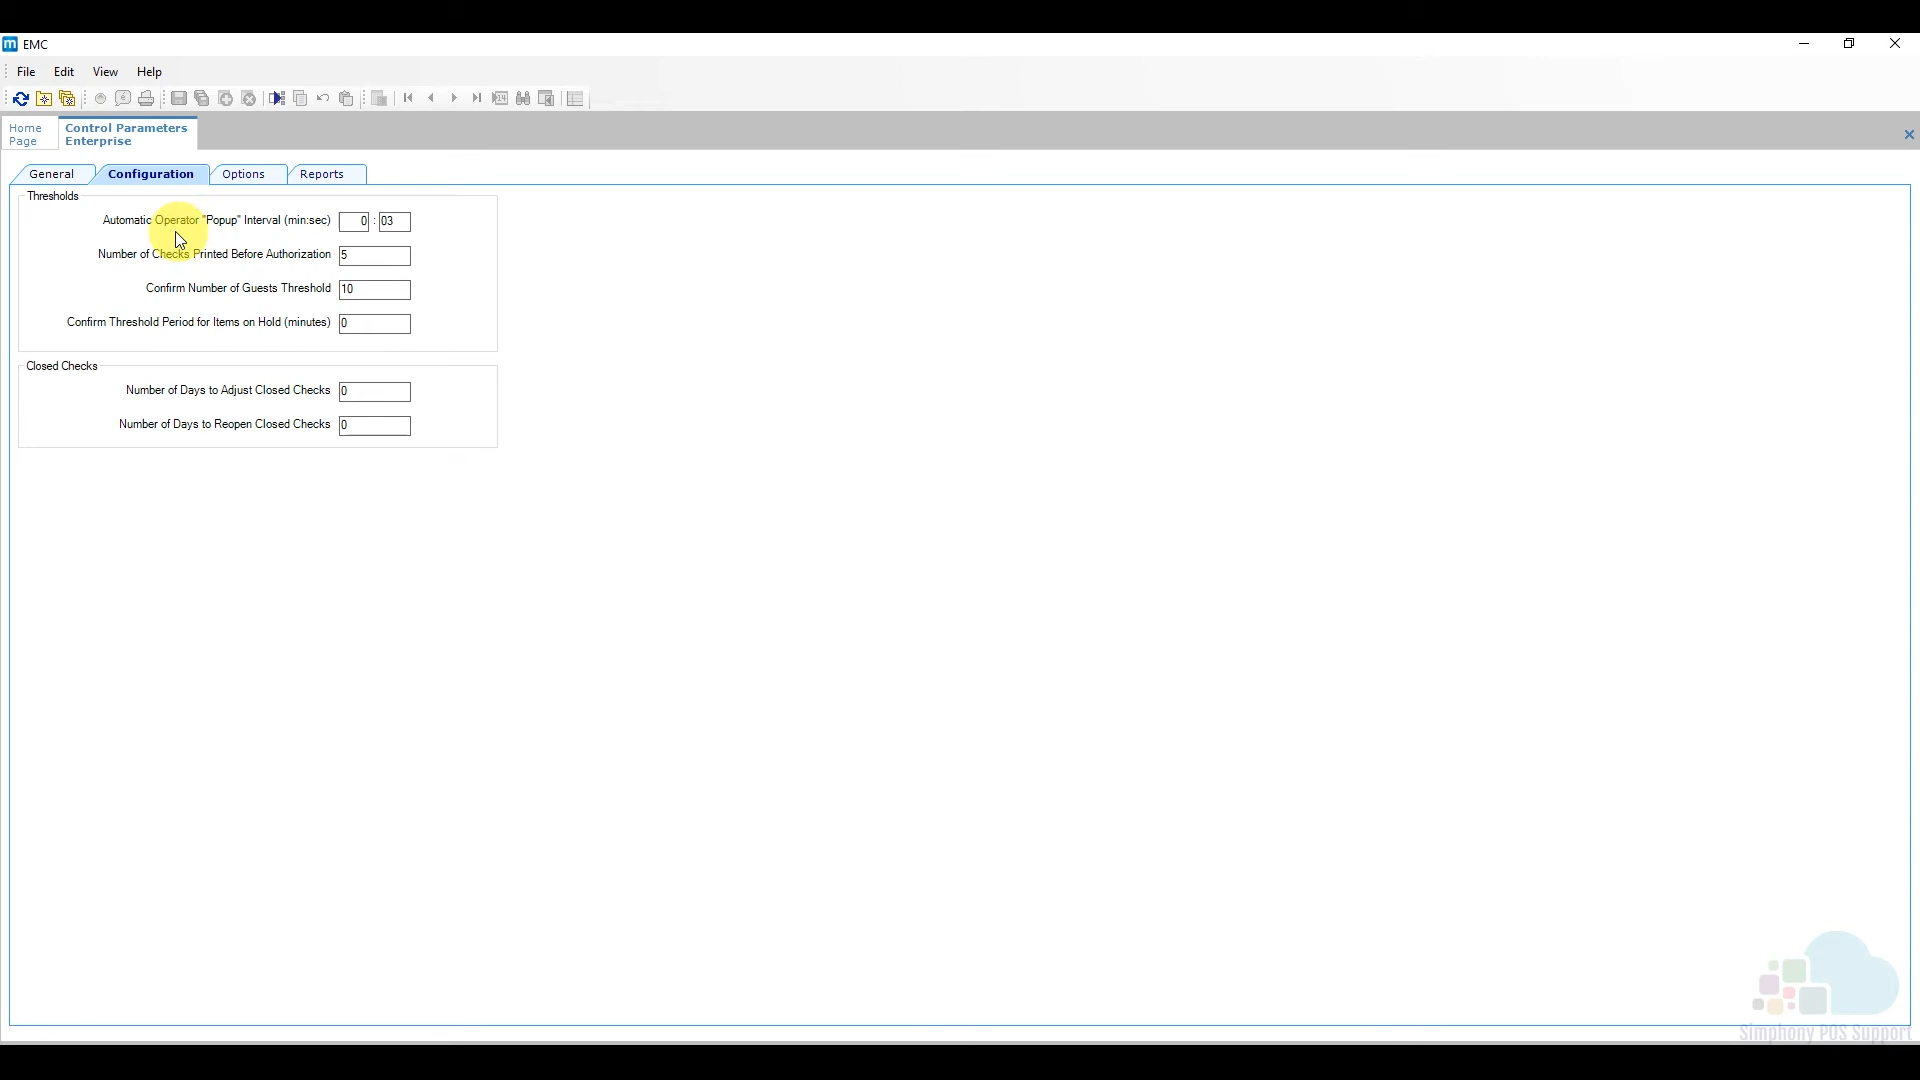 EMC
File Edit View Help
Home Page
Control Parameters
Enterprise
General Configuration Options Reports
Thresholds
Automatic Operator "Popup" Interval (min:sec) 0 : 03
Number of Checks Printed Before Authorization 5
Confirm Number of Guests Threshold 10
Confirm Threshold Period for Items on Hold (minutes) 0
Closed Checks
Number of Days to Adjust Closed Checks 0
Number of Days to Reopen Closed Checks 0
Simphony POS Support